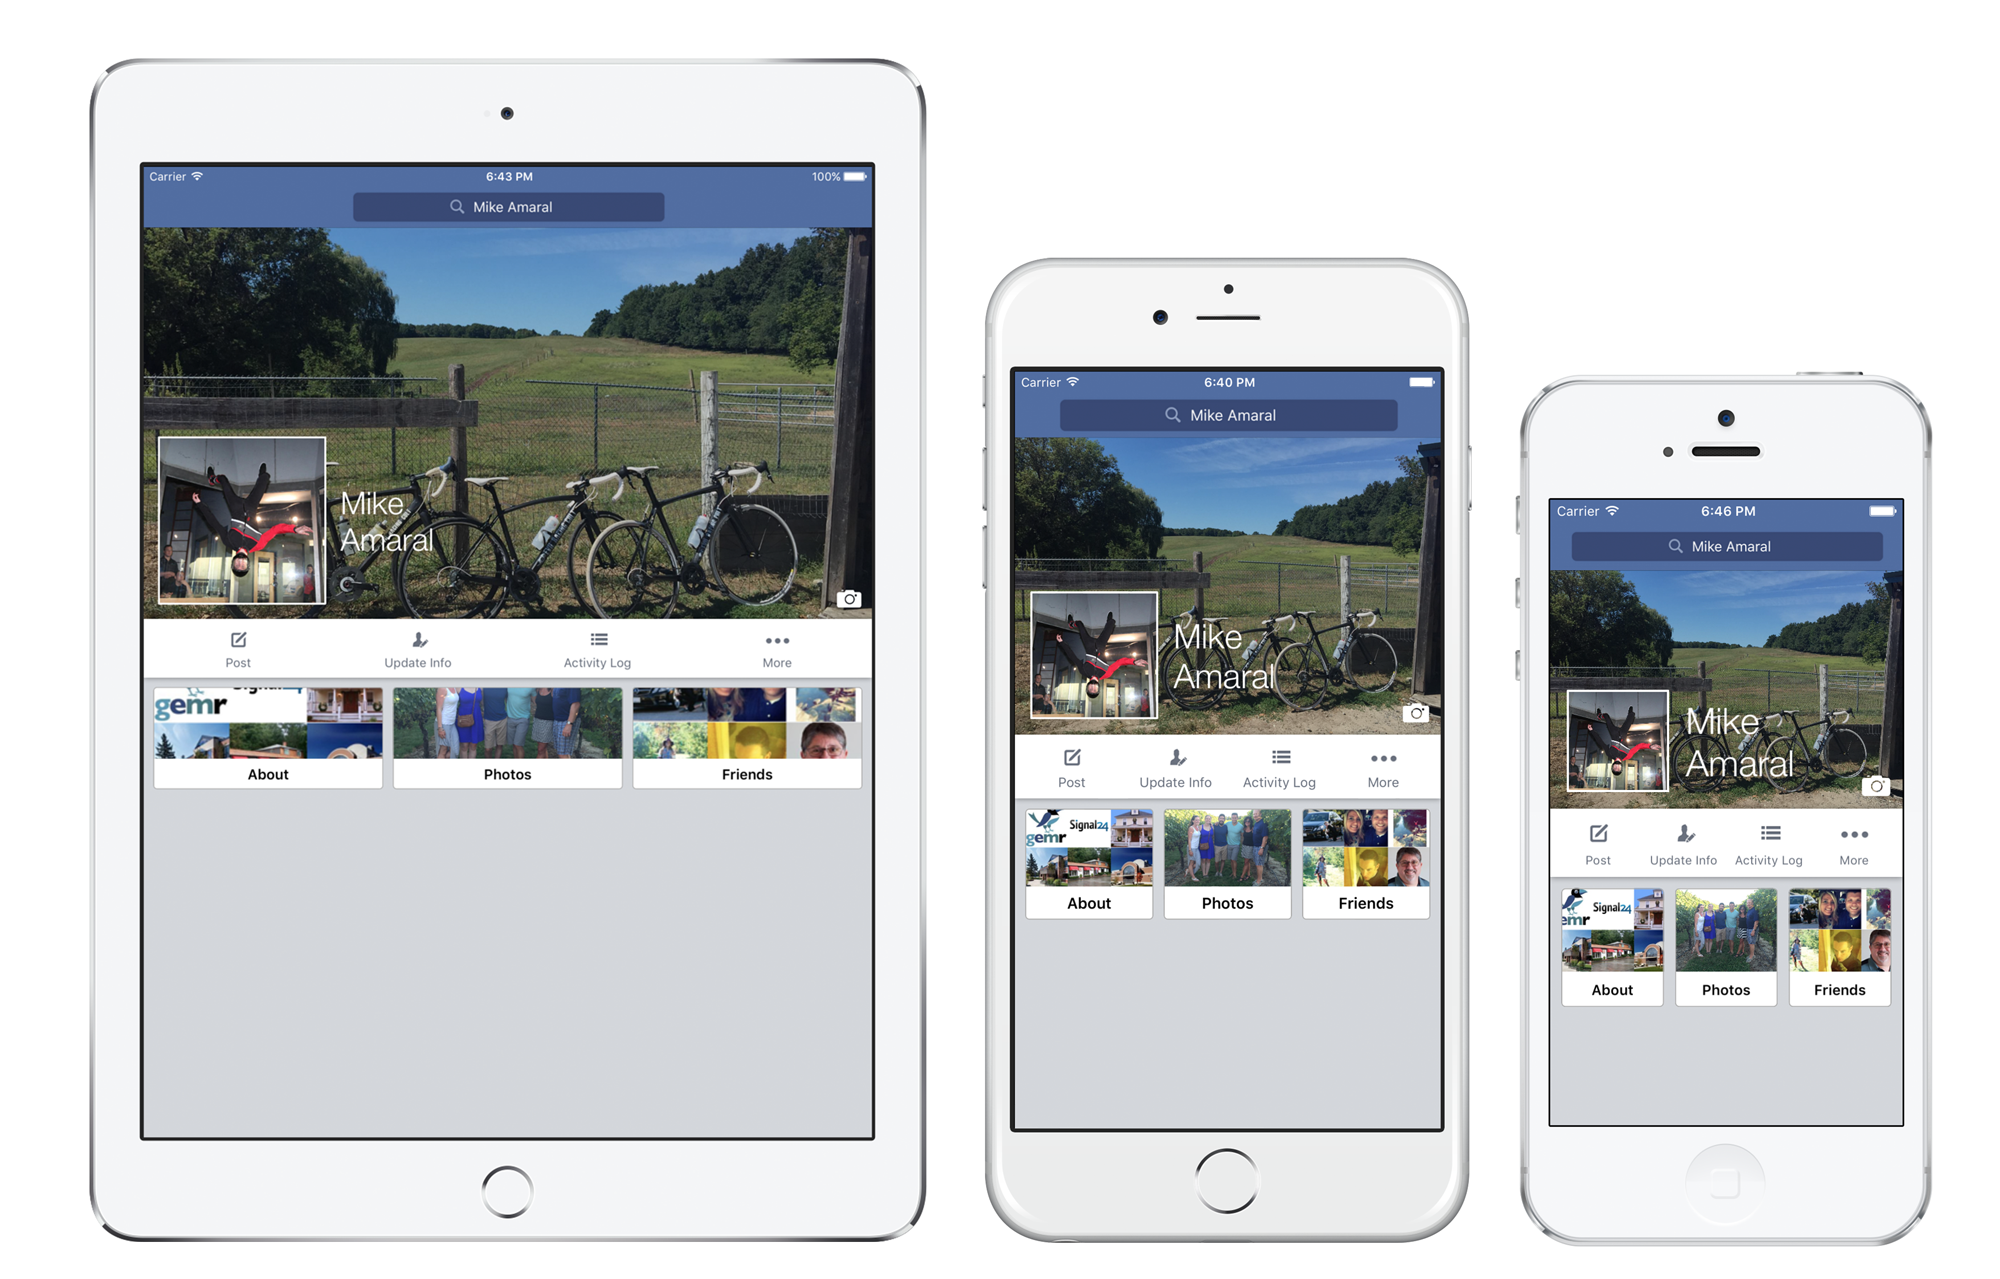 Carrier 6:43 PM 100%
Mike Amaral
Mike
Amaral
Post Update Info Activity Log More
Signal24
gemr
About Photos Friends
Carrier 6:40 PM
Mike Amaral
Mike
Amaral
Post Update Info Activity Log More
Signal24
gemr
About Photos Friends
Carrier 6:46 PM
Mike Amaral
Mike
Amaral
Post Update Info Activity Log More
Signal24
emr
About Photos Friends